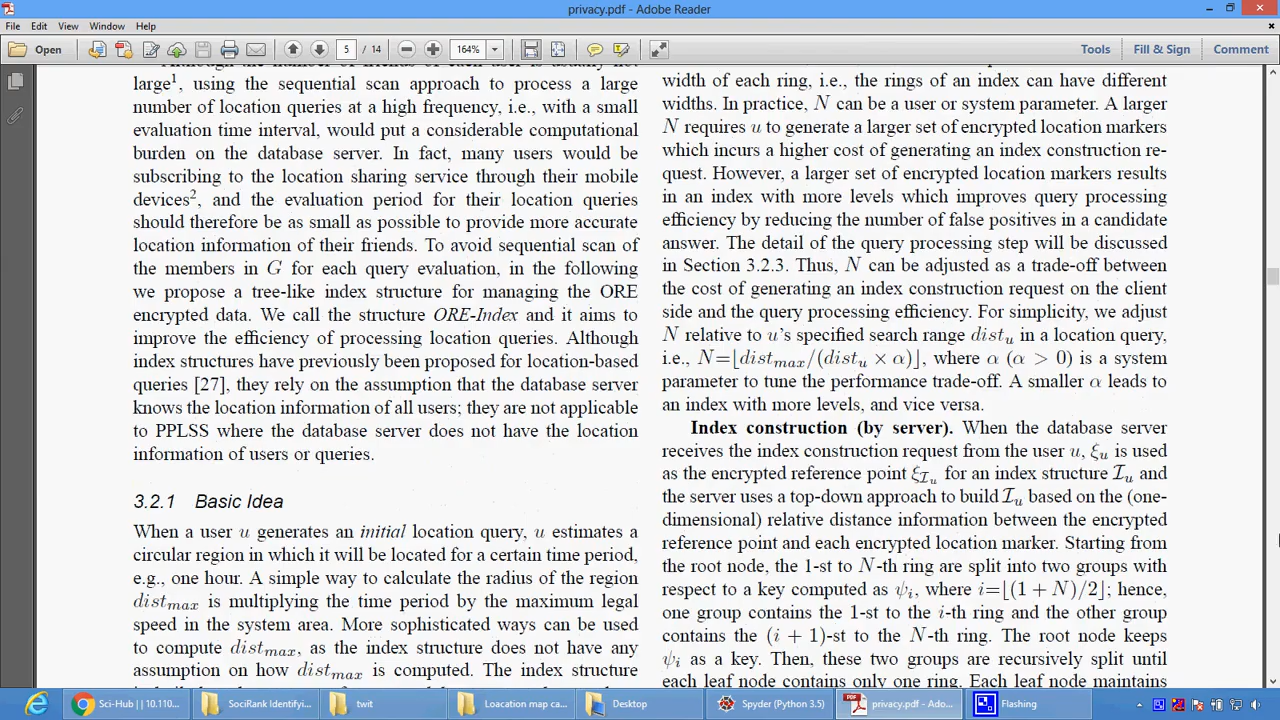 privacy.pdf - Adobe Reader
File Edit View Window Help
Open 5 / 14 164% Tools Fill & Sign Comment
large1, using the sequential scan approach to process a large
number of location queries at a high frequency, i.e., with a small
evaluation time interval, would put a considerable computational
burden on the database server. In fact, many users would be
subscribing to the location sharing service through their mobile
devices2, and the evaluation period for their location queries
should therefore be as small as possible to provide more accurate
location information of their friends. To avoid sequential scan of
the members in G for each query evaluation, in the following
we propose a tree-like index structure for managing the ORE
encrypted data. We call the structure ORE-Index and it aims to
improve the efficiency of processing location queries. Although
index structures have previously been proposed for location-based
queries [27], they rely on the assumption that the database server
knows the location information of all users; they are not applicable
to PPLSS where the database server does not have the location
information of users or queries.
3.2.1 Basic Idea
When a user u generates an initial location query, u estimates a
circular region in which it will be located for a certain time period,
e.g., one hour. A simple way to calculate the radius of the region
dist_max is multiplying the time period by the maximum legal
speed in the system area. More sophisticated ways can be used
to compute dist_max, as the index structure does not have any
assumption on how dist_max is computed. The index structure
width of each ring, i.e., the rings of an index can have different
widths. In practice, N can be a user or system parameter. A larger
N requires u to generate a larger set of encrypted location markers
which incurs a higher cost of generating an index construction re-
quest. However, a larger set of encrypted location markers results
in an index with more levels which improves query processing
efficiency by reducing the number of false positives in a candidate
answer. The detail of the query processing step will be discussed
in Section 3.2.3. Thus, N can be adjusted as a trade-off between
the cost of generating an index construction request on the client
side and the query processing efficiency. For simplicity, we adjust
N relative to u's specified search range dist_u in a location query,
i.e., N=⌊dist_max/(dist_u × α)⌋, where α (α > 0) is a system
parameter to tune the performance trade-off. A smaller α leads to
an index with more levels, and vice versa.
Index construction (by server). When the database server
receives the index construction request from the user u, ξ_u is used
as the encrypted reference point ξ_I_u for an index structure I_u and
the server uses a top-down approach to build I_u based on the (one-
dimensional) relative distance information between the encrypted
reference point and each encrypted location marker. Starting from
the root node, the 1-st to N-th ring are split into two groups with
respect to a key computed as ψ_i, where i=⌊(1 + N)/2⌋; hence,
one group contains the 1-st to the i-th ring and the other group
contains the (i + 1)-st to the N-th ring. The root node keeps
ψ_i as a key. Then, these two groups are recursively split until
each leaf node contains only one ring. Each leaf node maintains
Sci-Hub || 10.110... SociRank Identifyi... twit Loacation map ca... Desktop Spyder (Python 3.5) privacy.pdf - Ado... Flashing 5:56 PM